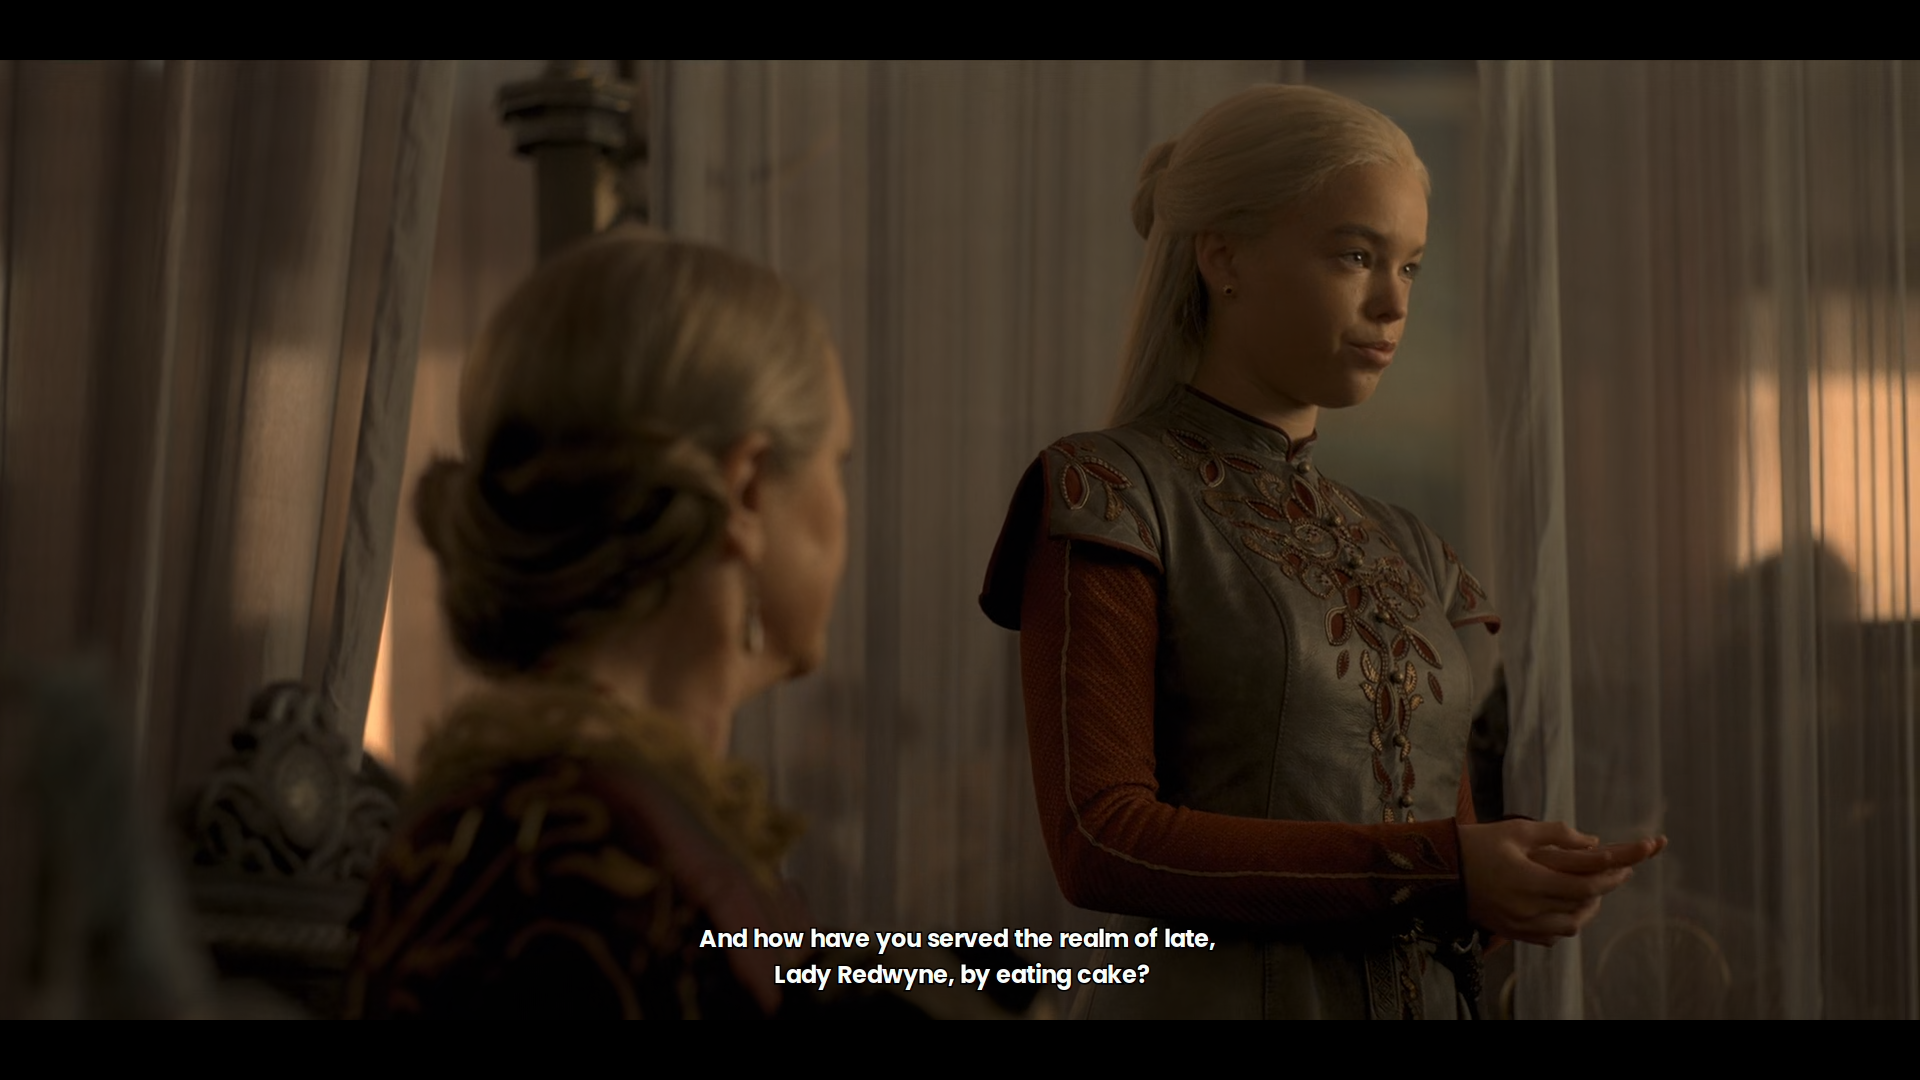 And how have you served the realm of late,
Lady Redwyne, by eating cake?